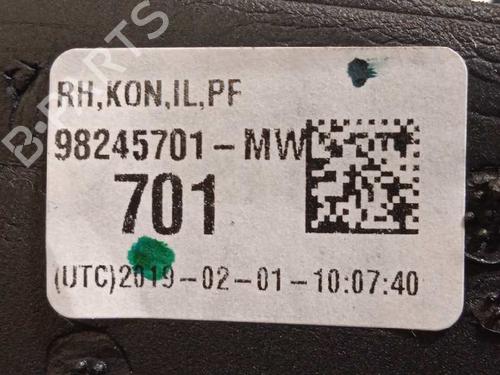 B-PARTS
RH,KON,IL,PF
98245701-MW
701
(UTC)2019-02-01-10:07:40